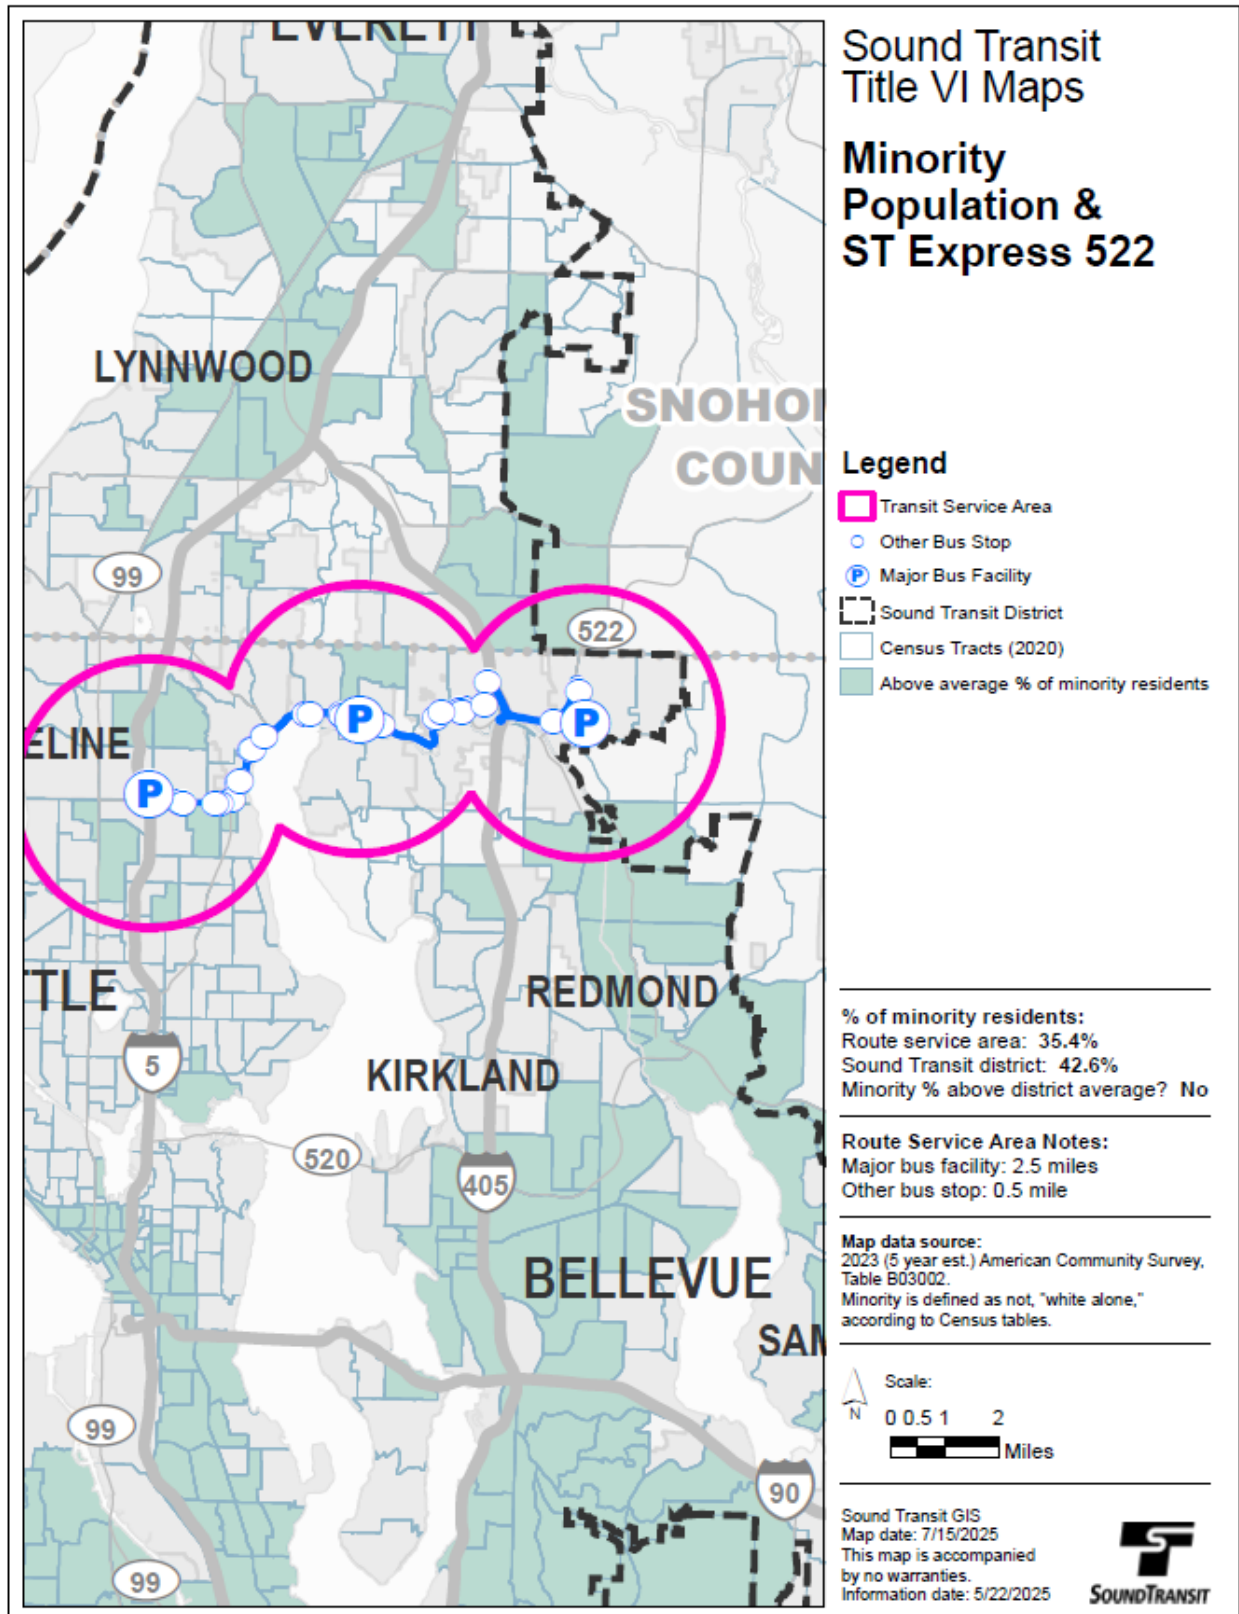 Sound Transit
Title VI Maps
Minority
Population &
ST Express 522
EVERETT
LYNNWOOD
SNOHOI
COUN
99
522
ELINE
P
P
P
TTLE
REDMOND
5
KIRKLAND
520
405
BELLEVUE
SAM
99
90
99
Legend
Transit Service Area
Other Bus Stop
P Major Bus Facility
Sound Transit District
Census Tracts (2020)
Above average % of minority residents
% of minority residents:
Route service area: 35.4%
Sound Transit district: 42.6%
Minority % above district average? No
Route Service Area Notes:
Major bus facility: 2.5 miles
Other bus stop: 0.5 mile
Map data source:
2023 (5 year est.) American Community Survey,
Table B03002.
Minority is defined as not, "white alone,"
according to Census tables.
Scale:
N
0 0.5 1 2
Miles
Sound Transit GIS
Map date: 7/15/2025
This map is accompanied
by no warranties.
Information date: 5/22/2025
SOUNDTRANSIT